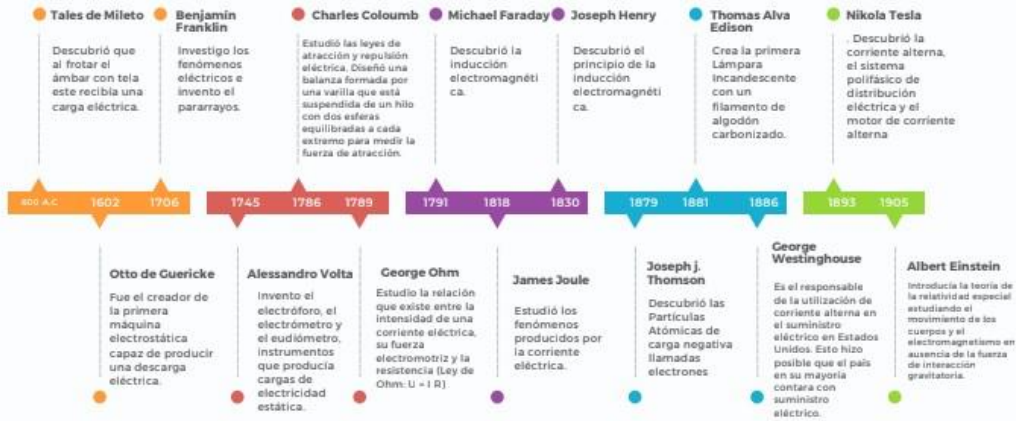 Tales de Mileto
Descubrió que
al frotar el
ámbar con tela
este recibía una
carga eléctrica.
Benjamín
Franklin
Investigo los
fenómenos
eléctricos e
invento el
pararrayos.
Charles Coloumb
Estudió las leyes de
atracción y repulsión
eléctrica. Diseñó una
balanza formada por
una varilla que está
suspendida de un hilo
con dos esferas
equilibradas a cada
extremo para medir la
fuerza de atracción.
Michael Faraday
Descubrió la
inducción
electromagnéti
ca.
Joseph Henry
Descubrió el
principio de la
inducción
electromagnéti
ca.
Thomas Alva
Edison
Crea la primera
Lámpara
Incandescente
con un
filamento de
algodón
carbonizado.
Nikola Tesla
. Descubrió la
corriente alterna,
el sistema
polifásico de
distribución
eléctrica y el
motor de corriente
alterna
600 A.C 1602 1706 1745 1786 1789 1791 1818 1830 1879 1881 1886 1893 1905
Otto de Guericke
Fue el creador de
la primera
máquina
electrostática
capaz de producir
una descarga
eléctrica.
Alessandro Volta
Invento el
electróforo, el
electrómetro y
el eudiómetro,
instrumentos
que producía
cargas de
electricidad
estática.
George Ohm
Estudio la relación
que existe entre la
intensidad de una
corriente eléctrica,
su fuerza
electromotriz y la
resistencia (Ley de
Ohm: U = I R)
James Joule
Estudió los
fenómenos
producidos por
la corriente
eléctrica.
Joseph j.
Thomson
Descubrió las
Partículas
Atómicas de
carga negativa
llamadas
electrones
George
Westinghouse
Es el responsable
de la utilización de
corriente alterna en
el suministro
eléctrico en Estados
Unidos. Esto hizo
posible que el país
en su mayoría
contara con
suministro
eléctrico.
Albert Einstein
Introducía la teoría de
la relatividad especial
estudiando el
movimiento de los
cuerpos y el
electromagnetismo en
ausencia de la fuerza
de interacción
gravitatoria.